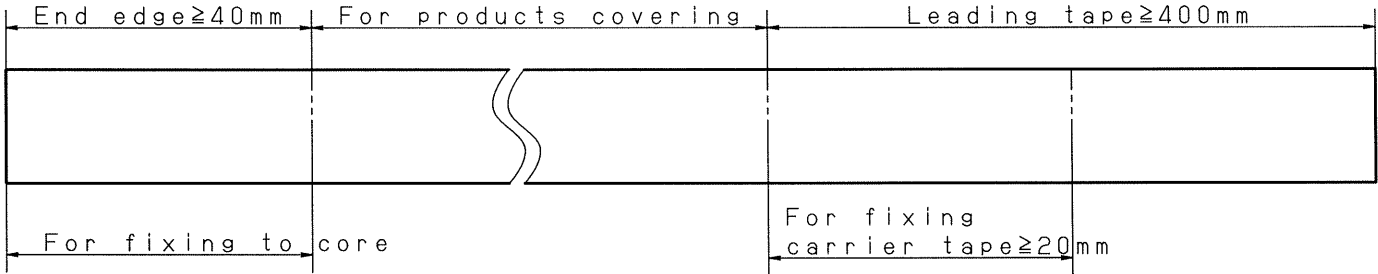 End edge≧40mm
For products covering
Leading tape≧400mm
For fixing to core
For fixing
carrier tape≧20mm